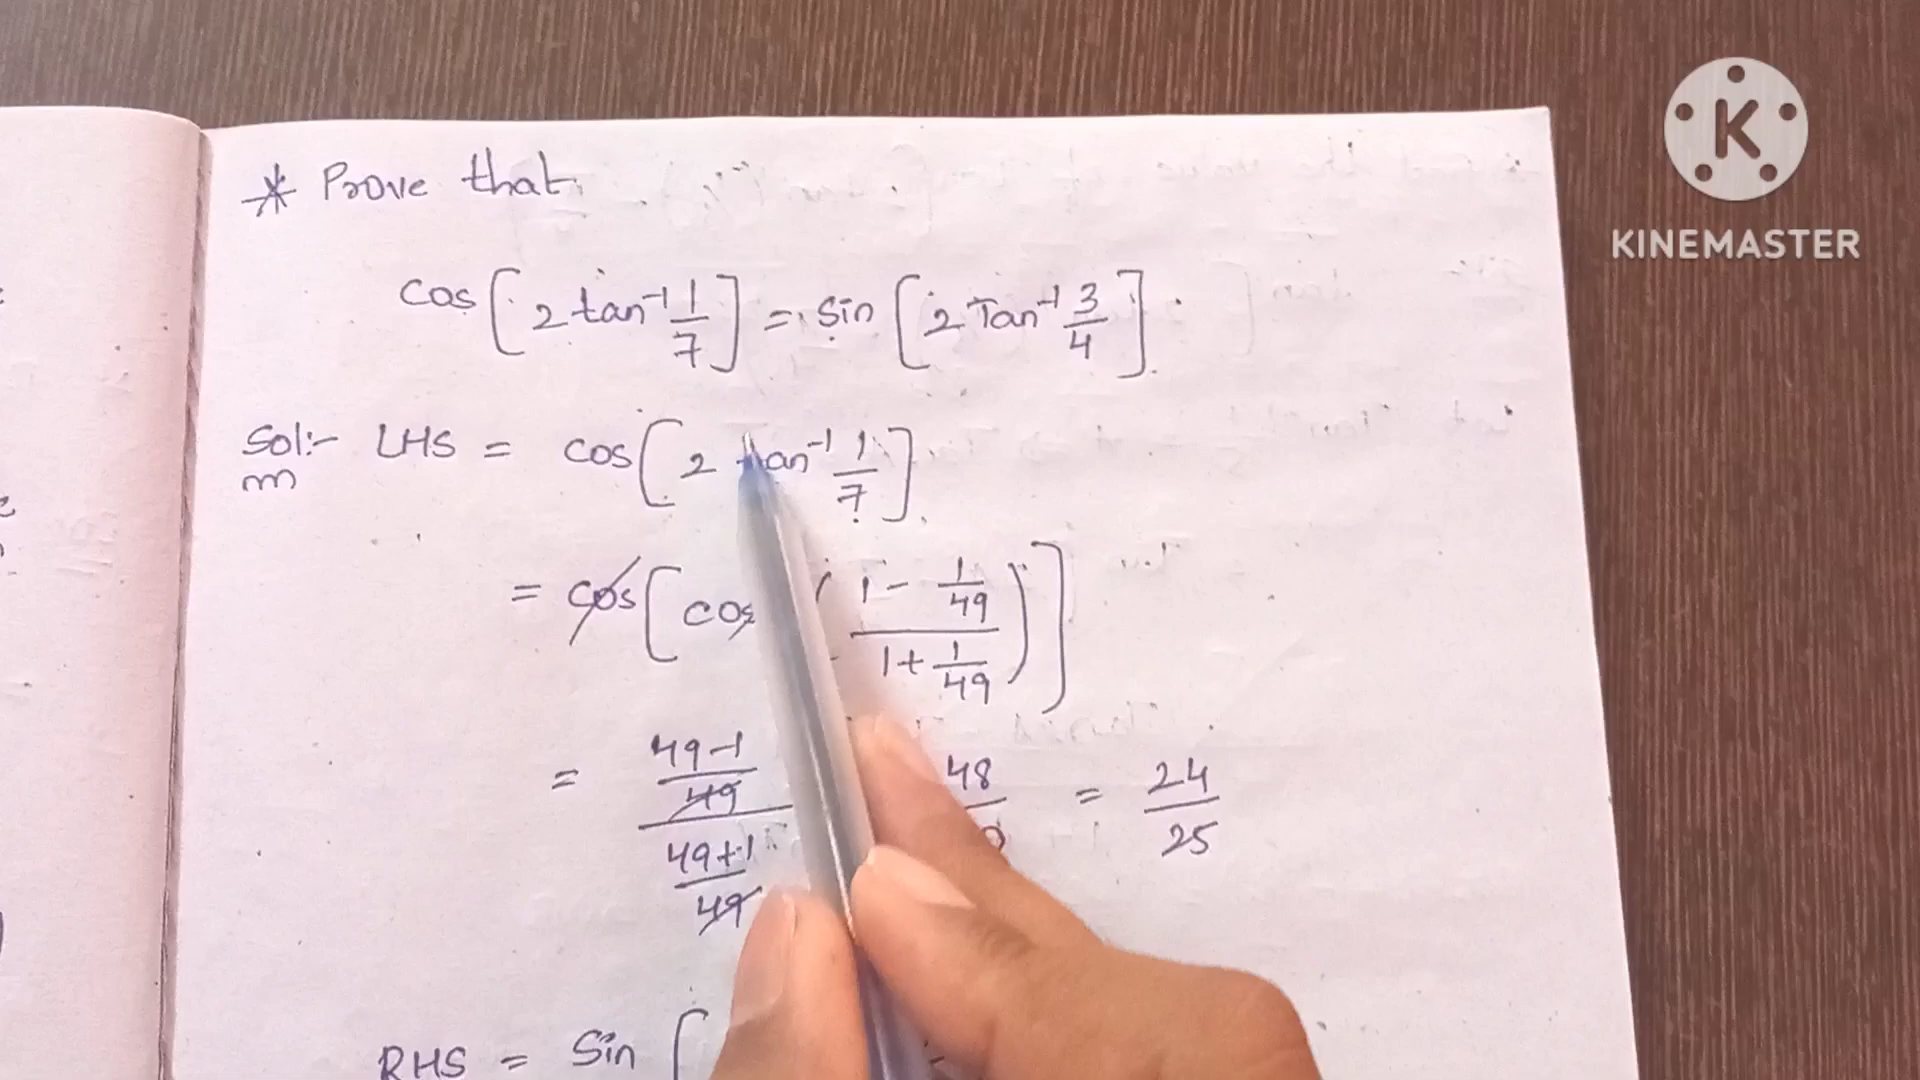 * Prove that
cos [2 tan⁻¹ 1/7] = sin [2 Tan⁻¹ 3/4]
Sol:- LHS = cos [2 tan⁻¹ 1/7]
= cos [cos (1 - 1/49 / 1 + 1/49)]
= 49-1/49 / 49+1/49 48 = 24/25
RHS = Sin [
K
KINEMASTER